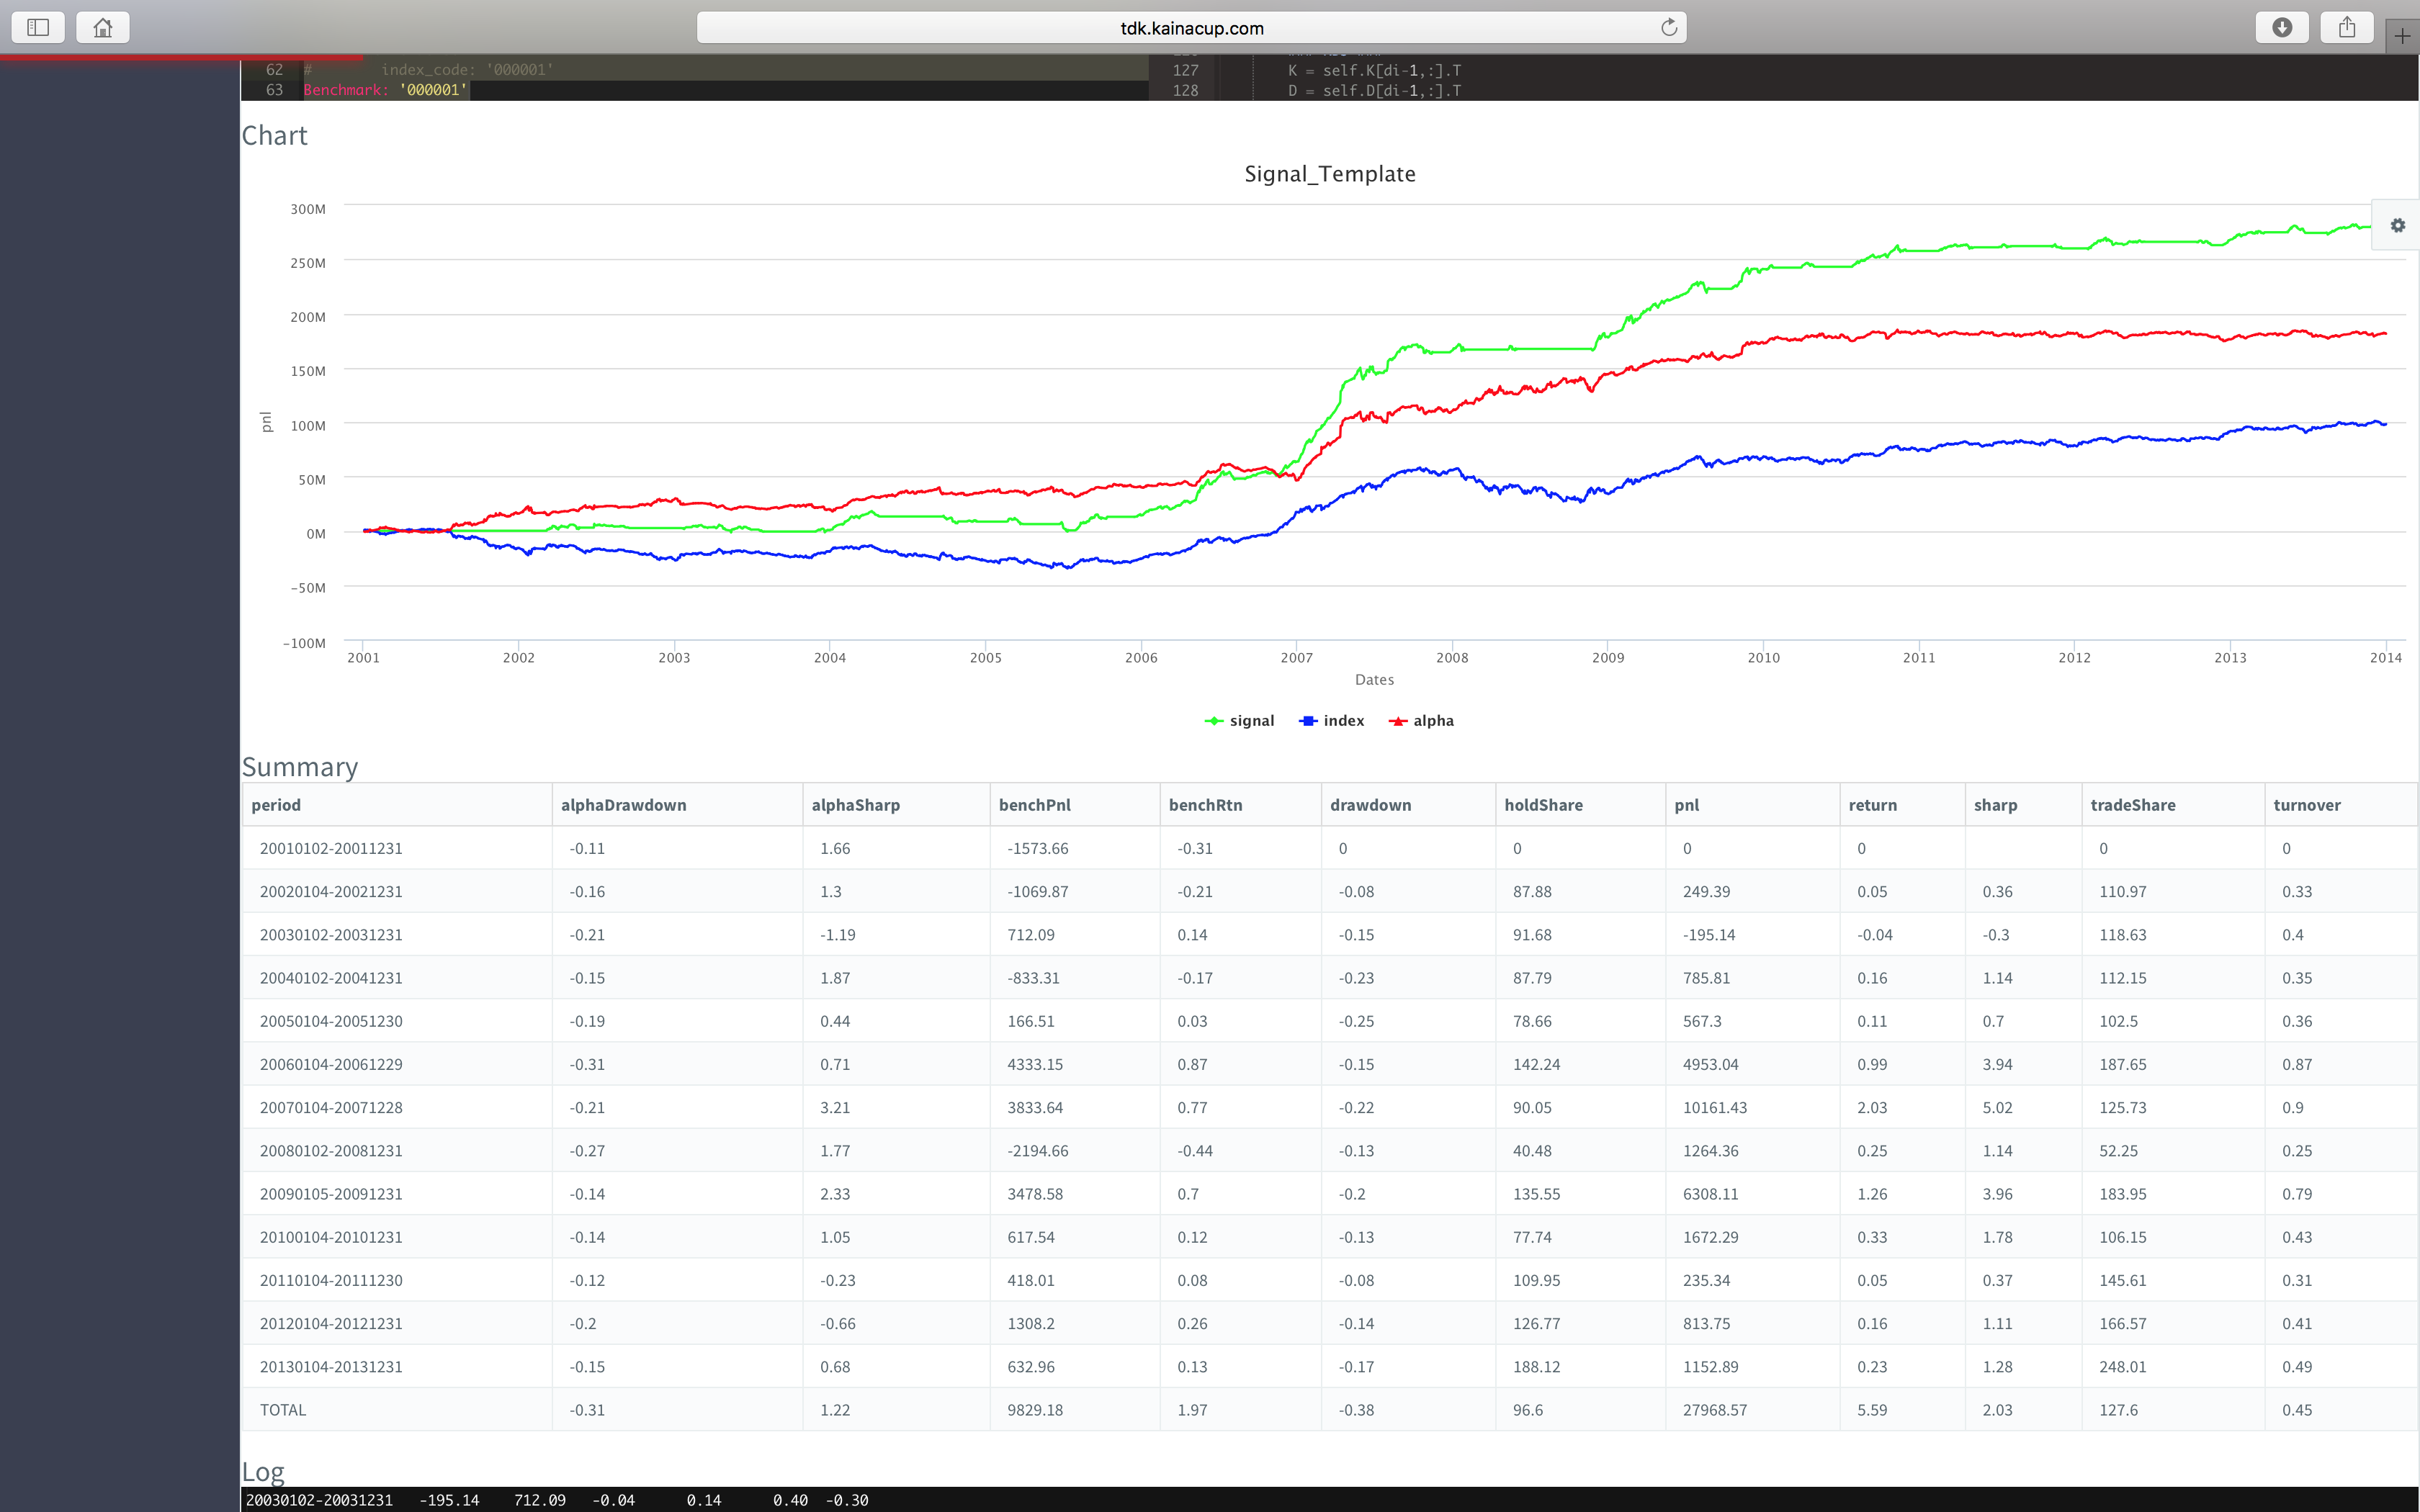 tdk.kainacup.com
62 # index_code: '000001'
63 Benchmark: '000001'
127 K = self.K[di-1,:].T
128 D = self.D[di-1,:].T
Chart
Signal_Template
300M
250M
200M
150M
100M
50M
0M
-50M
-100M
pnl
2001 2002 2003 2004 2005 2006 2007 2008 2009 2010 2011 2012 2013 2014
Dates
signal index alpha
Summary
period alphaDrawdown alphaSharp benchPnl benchRtn drawdown holdShare pnl return sharp tradeShare turnover
20010102-20011231 -0.11 1.66 -1573.66 -0.31 0 0 0 0 0 0
20020104-20021231 -0.16 1.3 -1069.87 -0.21 -0.08 87.88 249.39 0.05 0.36 110.97 0.33
20030102-20031231 -0.21 -1.19 712.09 0.14 -0.15 91.68 -195.14 -0.04 -0.3 118.63 0.4
20040102-20041231 -0.15 1.87 -833.31 -0.17 -0.23 87.79 785.81 0.16 1.14 112.15 0.35
20050104-20051230 -0.19 0.44 166.51 0.03 -0.25 78.66 567.3 0.11 0.7 102.5 0.36
20060104-20061229 -0.31 0.71 4333.15 0.87 -0.15 142.24 4953.04 0.99 3.94 187.65 0.87
20070104-20071228 -0.21 3.21 3833.64 0.77 -0.22 90.05 10161.43 2.03 5.02 125.73 0.9
20080102-20081231 -0.27 1.77 -2194.66 -0.44 -0.13 40.48 1264.36 0.25 1.14 52.25 0.25
20090105-20091231 -0.14 2.33 3478.58 0.7 -0.2 135.55 6308.11 1.26 3.96 183.95 0.79
20100104-20101231 -0.14 1.05 617.54 0.12 -0.13 77.74 1672.29 0.33 1.78 106.15 0.43
20110104-20111230 -0.12 -0.23 418.01 0.08 -0.08 109.95 235.34 0.05 0.37 145.61 0.31
20120104-20121231 -0.2 -0.66 1308.2 0.26 -0.14 126.77 813.75 0.16 1.11 166.57 0.41
20130104-20131231 -0.15 0.68 632.96 0.13 -0.17 188.12 1152.89 0.23 1.28 248.01 0.49
TOTAL -0.31 1.22 9829.18 1.97 -0.38 96.6 27968.57 5.59 2.03 127.6 0.45
Log
20030102-20031231 -195.14 712.09 -0.04 0.14 0.40 -0.30